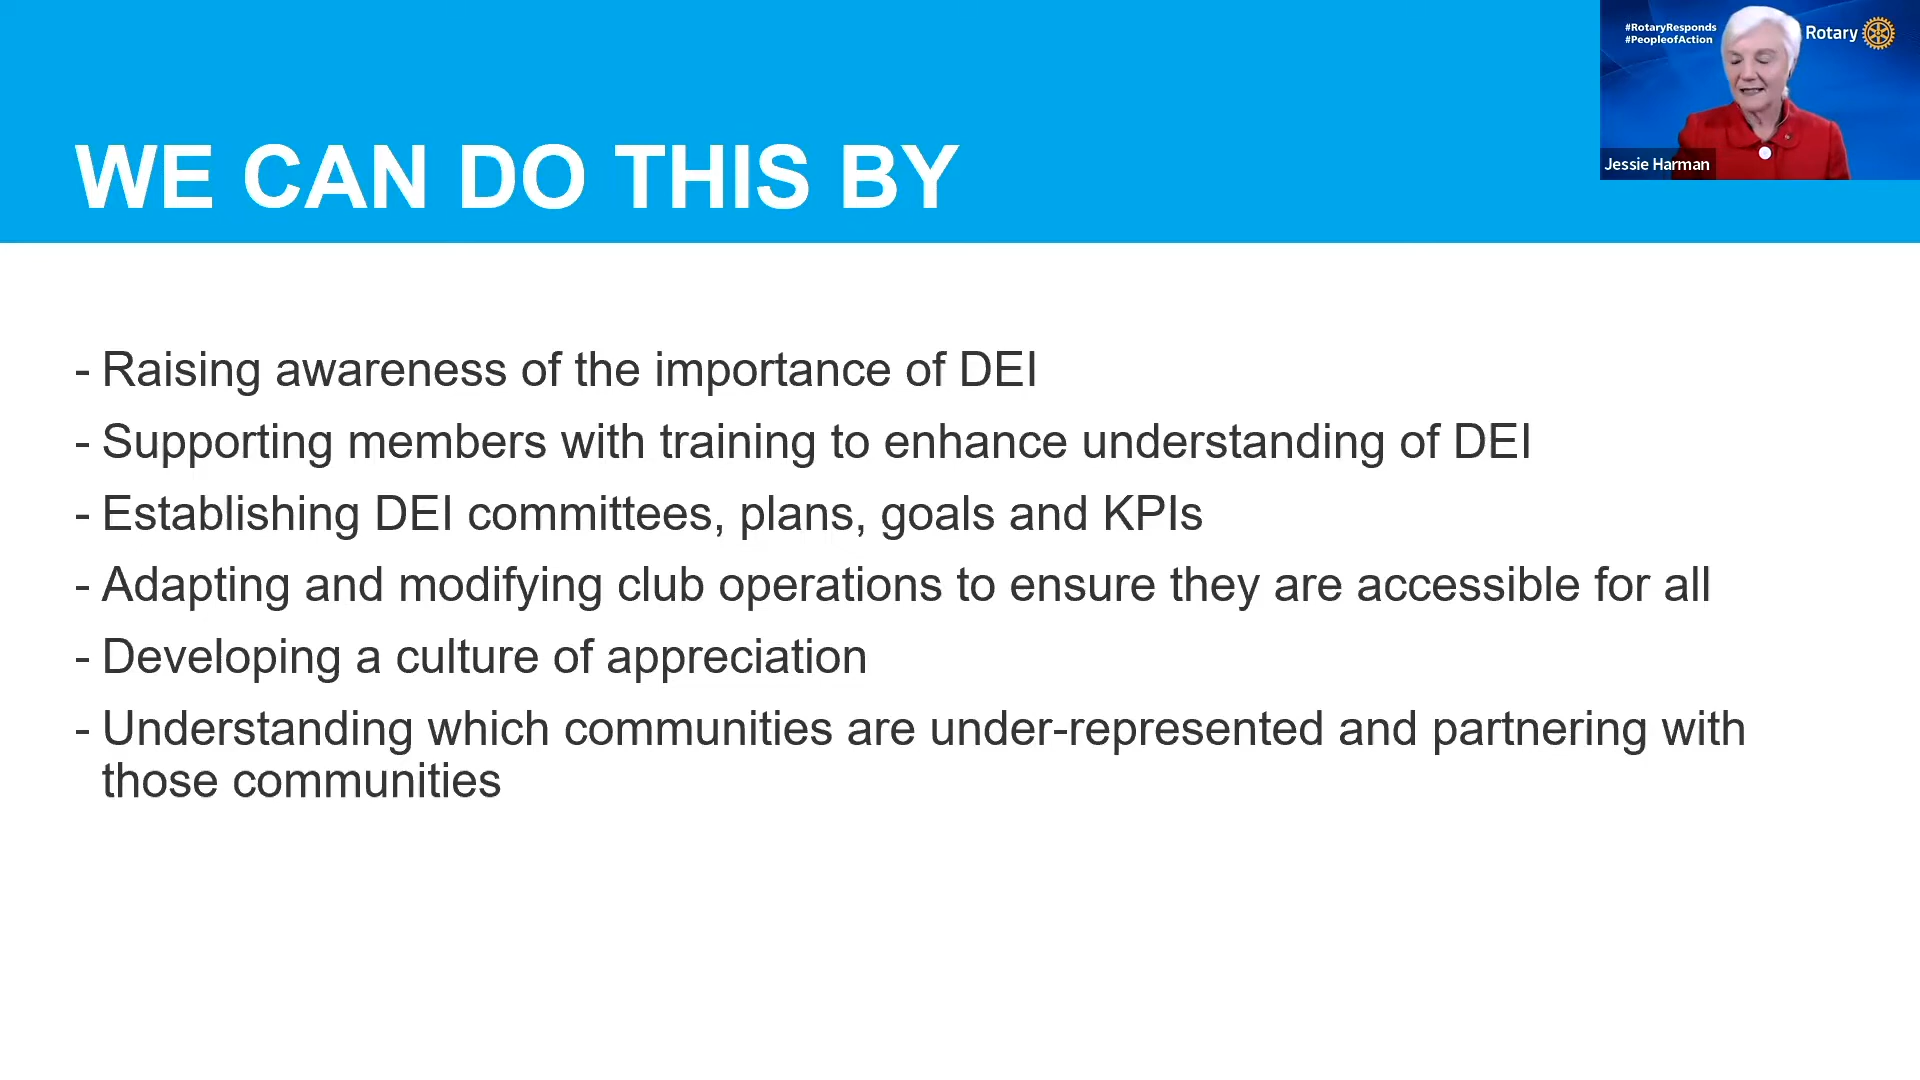 #RotaryResponds
#PeopleofAction
Rotary
Jessie Harman
WE CAN DO THIS BY
- Raising awareness of the importance of DEI
- Supporting members with training to enhance understanding of DEI
- Establishing DEI committees, plans, goals and KPIs
- Adapting and modifying club operations to ensure they are accessible for all
- Developing a culture of appreciation
- Understanding which communities are under-represented and partnering with
those communities